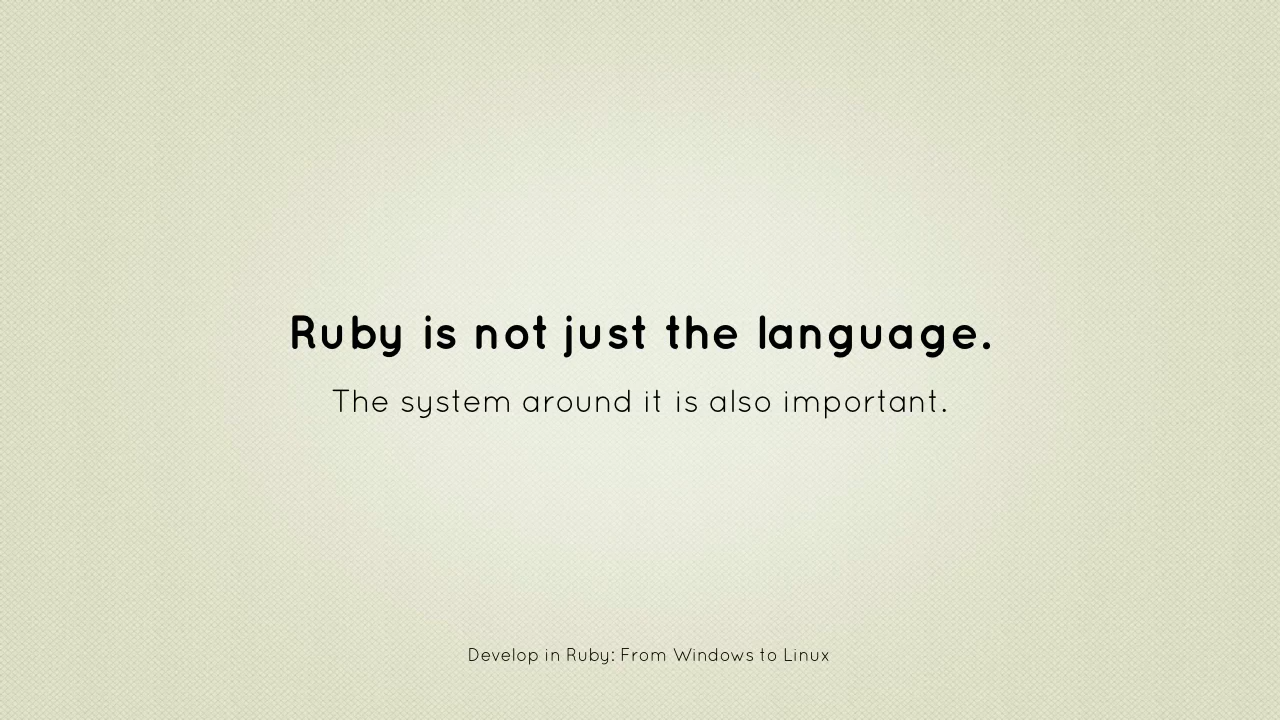 Ruby is not just the language.
The system around it is also important.
Develop in Ruby: From Windows to Linux